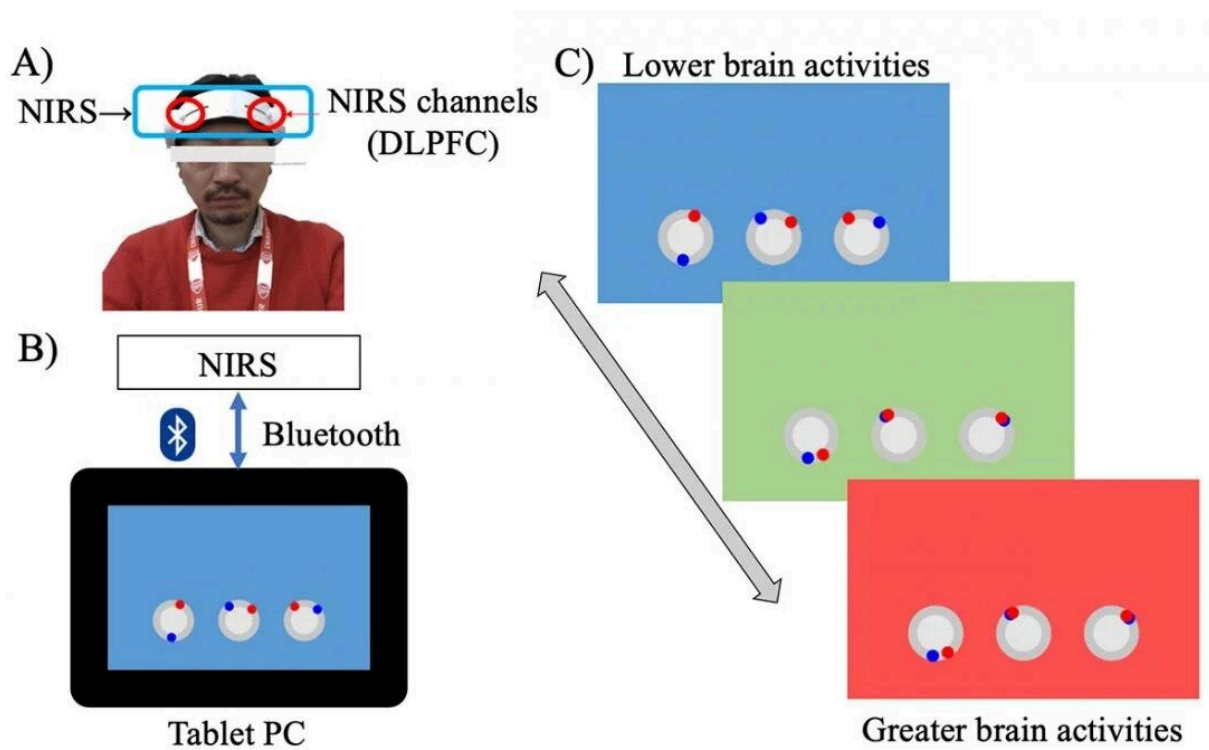 A)
NIRS→
NIRS channels
(DLPFC)
B)
NIRS
Bluetooth
Tablet PC
C)
Lower brain activities
Greater brain activities